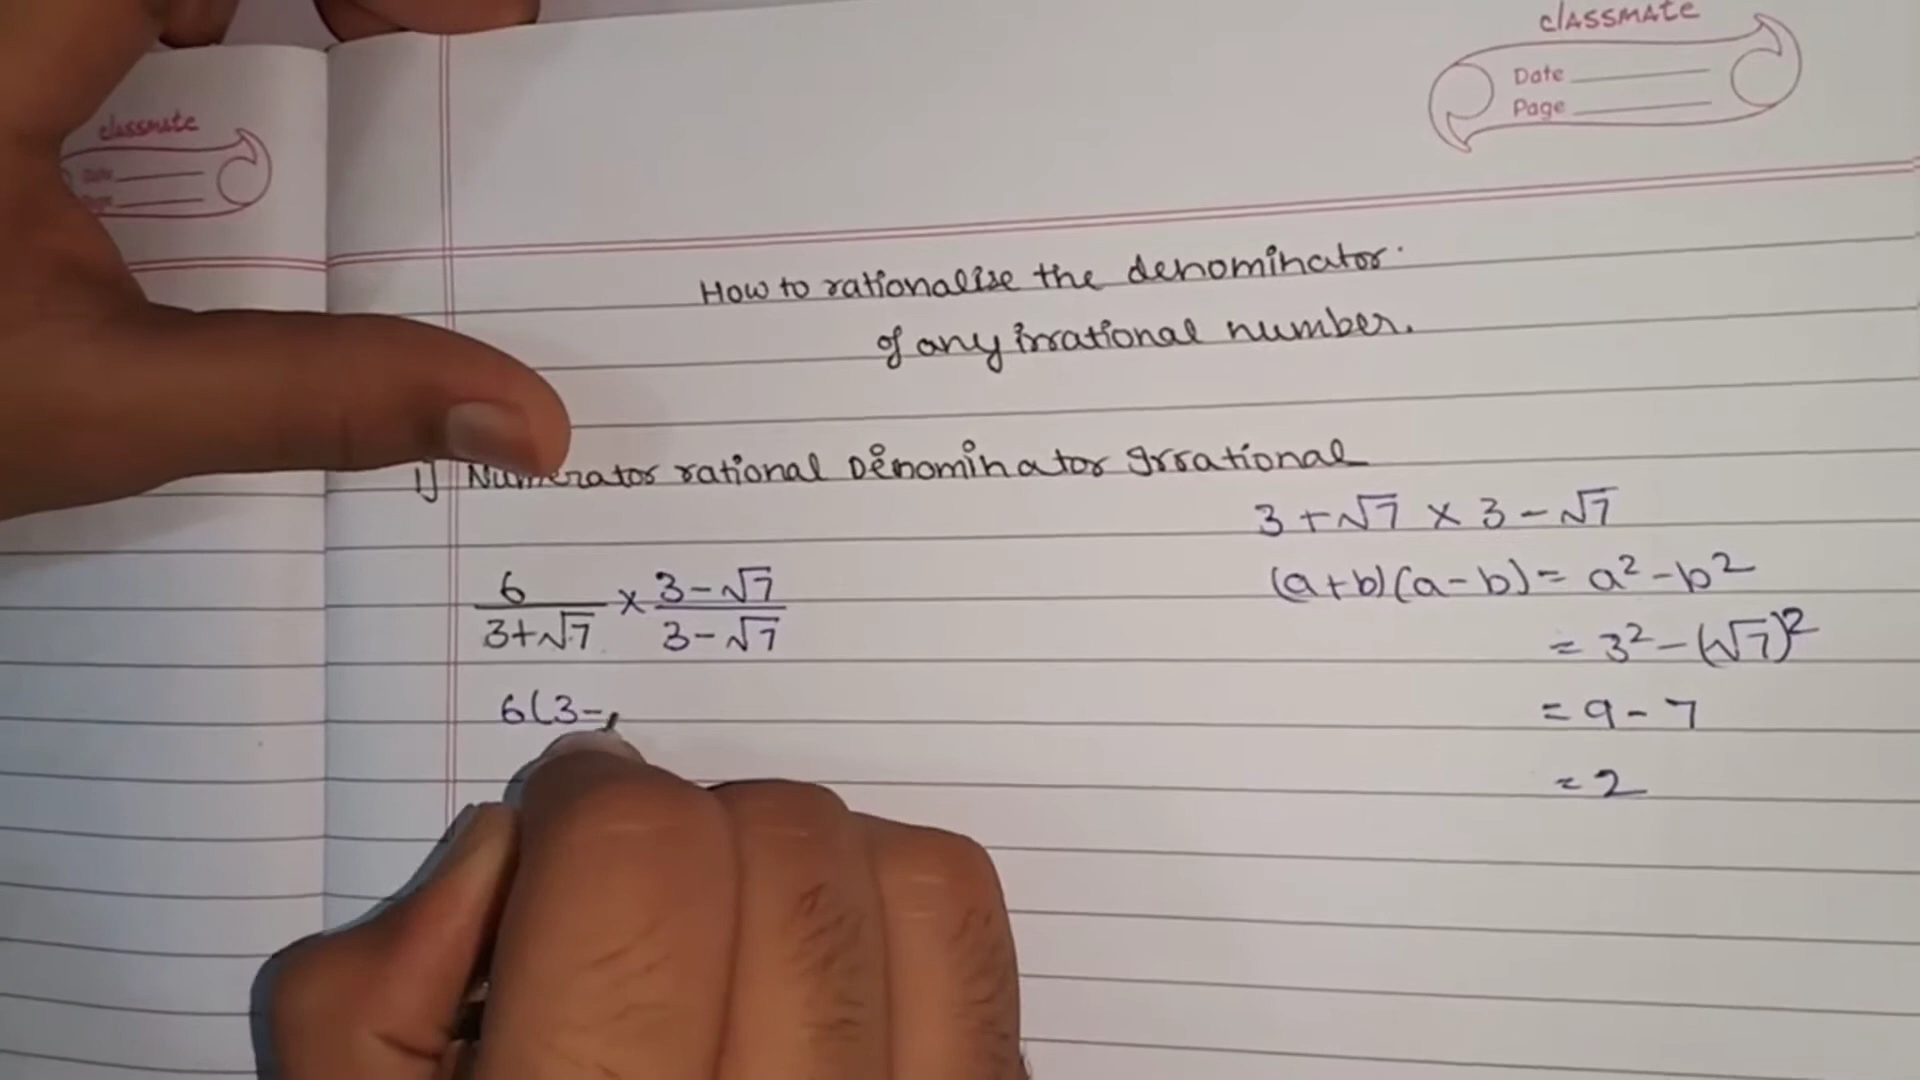 classmate
Date
Page
classmate
Date
Page
How to rationalise the denominator.
of any irrational number.
1) Numerator rational Denominator Irrational
3+√7 × 3-√7
(a+b)(a-b) = a² - b²
= 3² - (√7)²
= 9 - 7
= 2
6/(3+√7) × (3-√7)/(3-√7)
6(3-